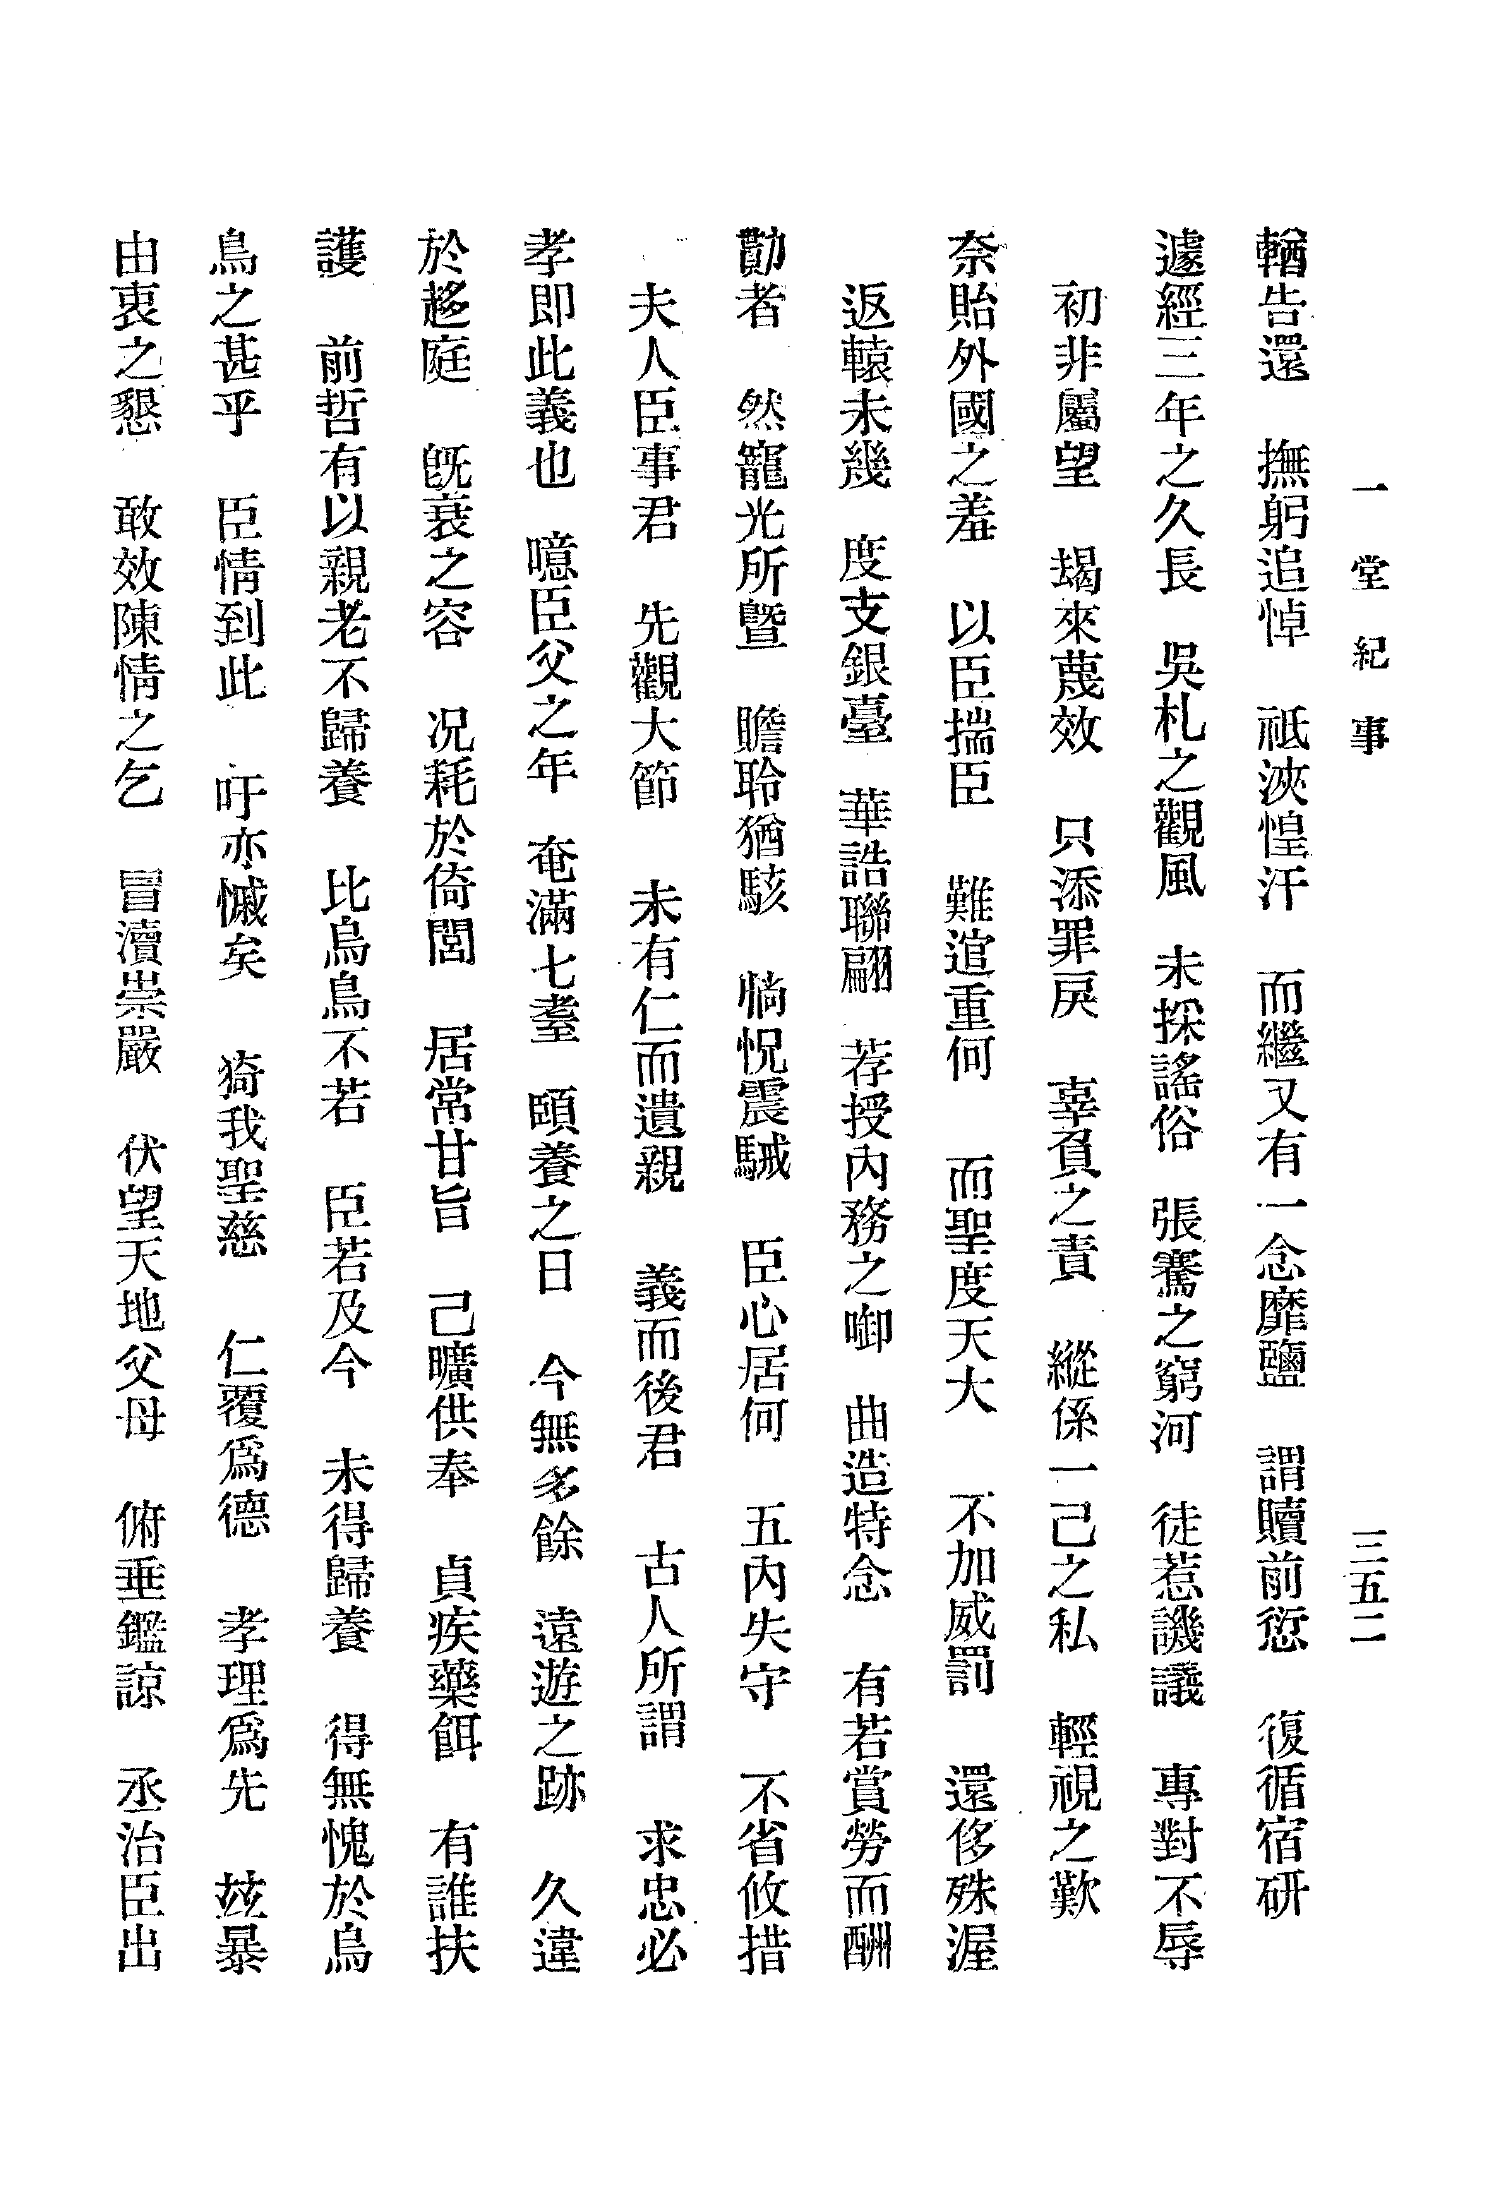 一堂紀事　三五二
輶告還　撫躬追悼　祗浹惶汗　而繼又有一念靡鹽　謂贖前愆　復循宿硏
遽經三年之久長　吳札之觀風　未採謠俗　張騫之窮河　徒惹譏議　專對不辱
初非屬望　朅來蔑效　只添罪戾　辜負之責　縱係一己之私　輕視之歎
奈貽外國之羞　以臣揣臣　難逭重何　而聖度天大　不加威罰　還侈殊渥
返轅未幾　度支銀臺　華誥聯翩　荐授內務之啣　曲造特念　有若賞勞而酬
勩者　然寵光所曁　瞻聆猶駭　惝怳震駴　臣心居何　五內失守　不省攸措
夫人臣事君　先觀大節　未有仁而遺親　義而後君　古人所謂　求忠必
孝卽此義也　噫臣父之年　奄滿七耋　頤養之日　今無多餘　遠遊之跡　久違
於趍庭　旣衰之容　况耗於倚閭　居常甘旨　己曠供奉　貞疾藥餌　有誰扶
護　前哲有以親老不歸養　比烏鳥不若　臣若及今　未得歸養　得無愧於烏
鳥之甚乎　臣情到此　吁亦慽矣　猗我聖慈　仁覆爲德　孝理爲先　玆暴
由衷之懇　敢效陳情之乞　冒瀆崇嚴　伏望天地父母　俯垂鑑諒　丞治臣出